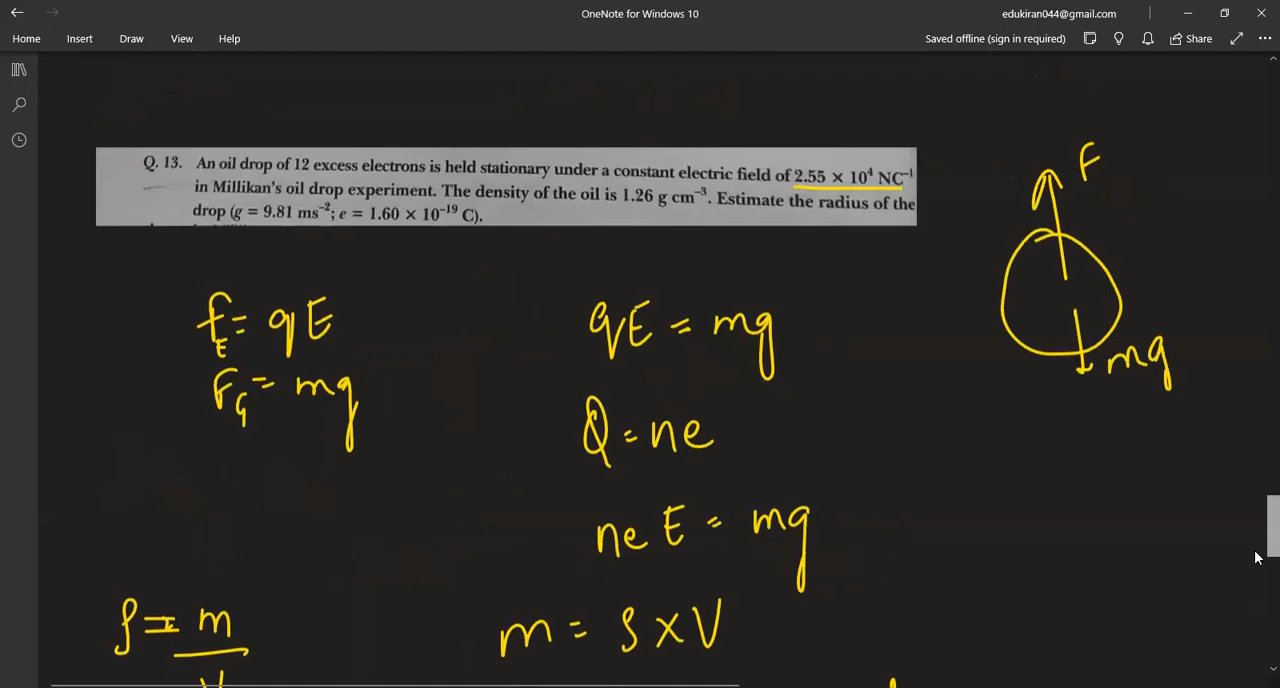 OneNote for Windows 10
edukiran044@gmail.com
Home Insert Draw View Help
Saved offline (sign in required) Share
Q. 13. An oil drop of 12 excess electrons is held stationary under a constant electric field of 2.55 × 10⁴ NC⁻¹
in Millikan's oil drop experiment. The density of the oil is 1.26 g cm⁻³. Estimate the radius of the
drop (g = 9.81 ms⁻²; e = 1.60 × 10⁻¹⁹ C).
F
mg
f_E = qE
F_G = mg
qE = mg
Q = ne
ne E = mg
ρ = m
m = ρ × V